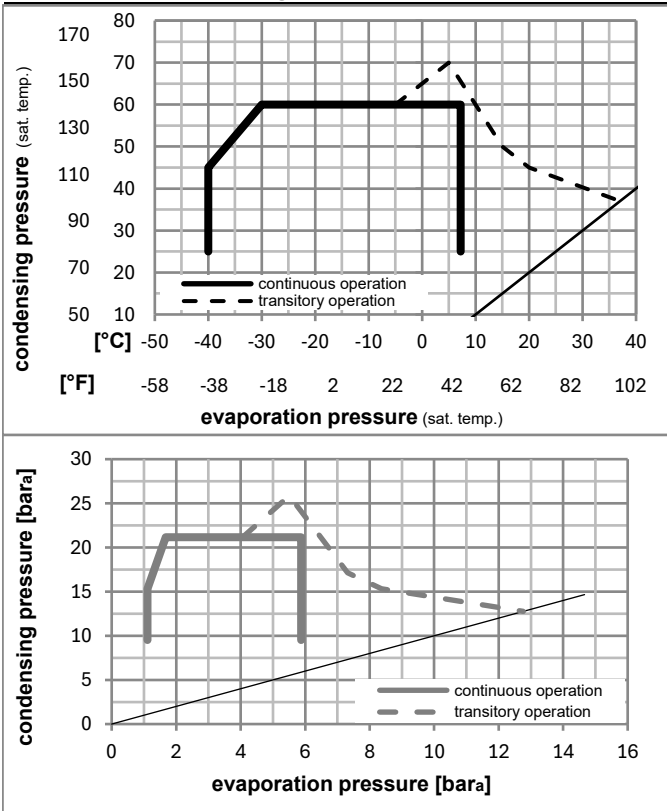 condensing pressure (sat. temp.)
170 80
70
150 60
130 50
110 40
90 30
70 20
50 10
continuous operation
transitory operation
[°C] -50 -40 -30 -20 -10 0 10 20 30 40
[°F] -58 -38 -18 2 22 42 62 82 102
evaporation pressure (sat. temp.)
condensing pressure [bara]
30
25
20
15
10
5
0
continuous operation
transitory operation
0 2 4 6 8 10 12 14 16
evaporation pressure [bara]